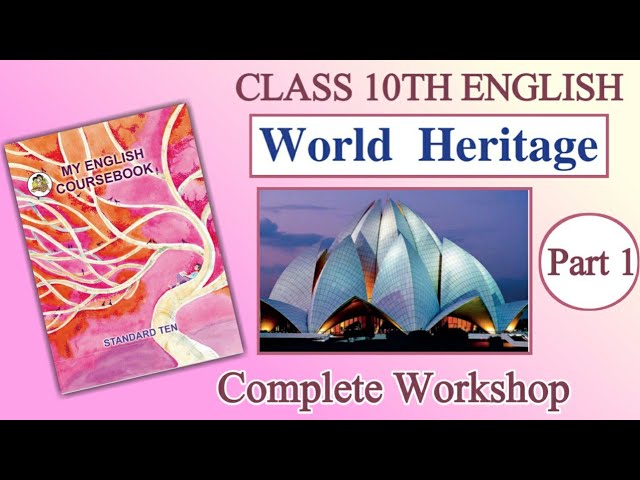 CLASS 10TH ENGLISH
World Heritage
MY ENGLISH
COURSEBOOK
STANDARD TEN
Part 1
Complete Workshop